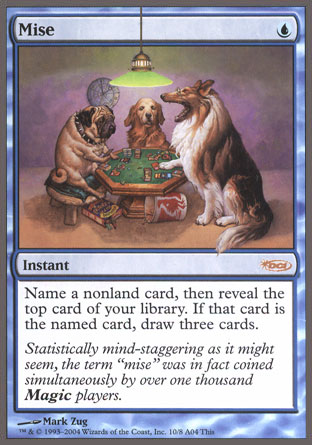 Mise
Instant
DCI
Name a nonland card, then reveal the
top card of your library. If that card is
the named card, draw three cards.
Statistically mind-staggering as it might
seem, the term “mise” was in fact coined
simultaneously by over one thousand
Magic players.
Mark Zug
™ & © 1993–2004 Wizards of the Coast, Inc. 10/8 A04 This